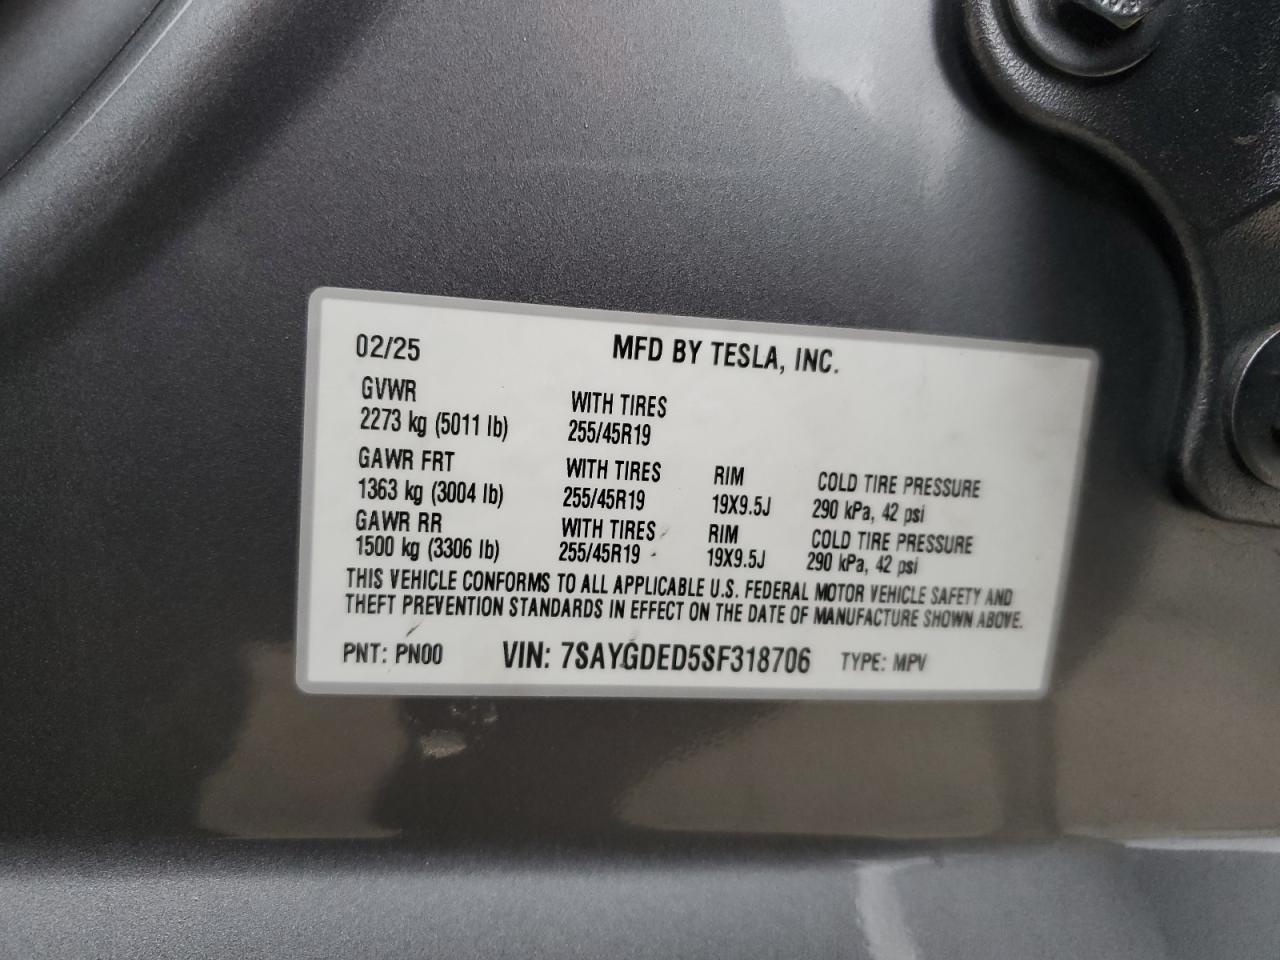 02/25 MFD BY TESLA, INC.
GVWR WITH TIRES
2273 kg (5011 lb) 255/45R19
GAWR FRT WITH TIRES RIM COLD TIRE PRESSURE
1363 kg (3004 lb) 255/45R19 19X9.5J 290 kPa, 42 psi
GAWR RR WITH TIRES RIM COLD TIRE PRESSURE
1500 kg (3306 lb) 255/45R19 19X9.5J 290 kPa, 42 psi
THIS VEHICLE CONFORMS TO ALL APPLICABLE U.S. FEDERAL MOTOR VEHICLE SAFETY AND
THEFT PREVENTION STANDARDS IN EFFECT ON THE DATE OF MANUFACTURE SHOWN ABOVE.
PNT: PN00 VIN: 7SAYGDED5SF318706 TYPE: MPV